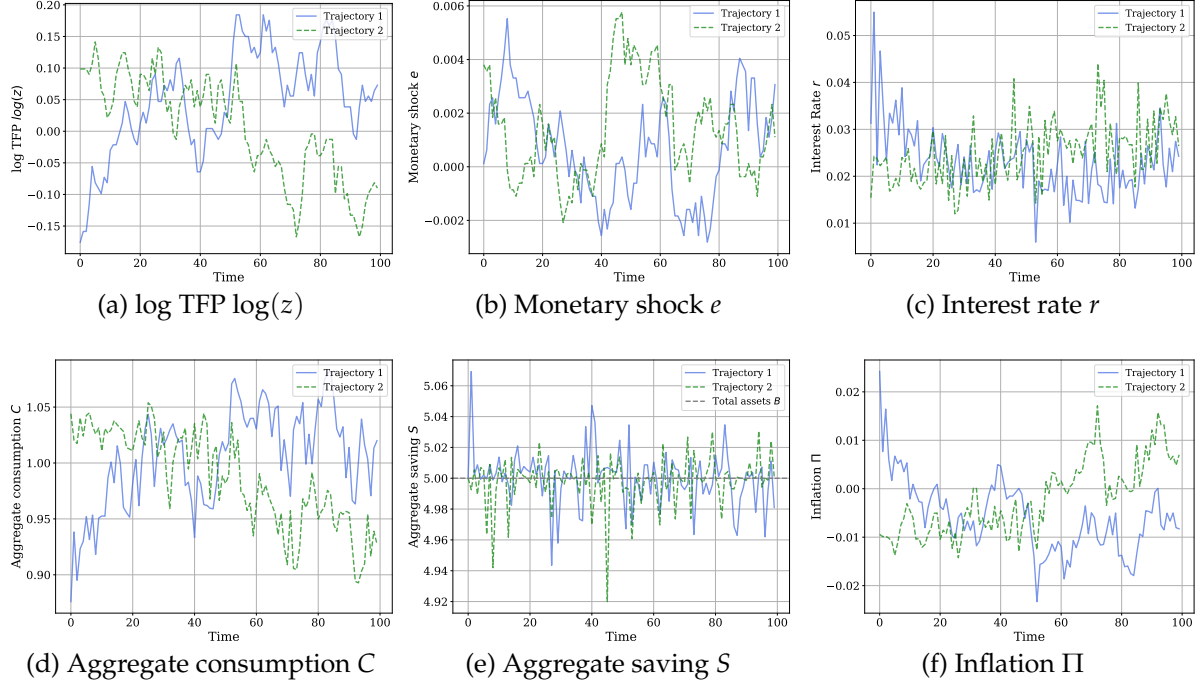 Trajectory 1
Trajectory 2
0.20
0.15
0.10
0.05
0.00
−0.05
−0.10
−0.15
log TFP log(z)
0 20 40 60 80 100
Time
(a) log TFP log(z)
Trajectory 1
Trajectory 2
0.006
0.004
0.002
0.000
−0.002
Monetary shock e
0 20 40 60 80 100
Time
(b) Monetary shock e
Trajectory 1
Trajectory 2
0.05
0.04
0.03
0.02
0.01
Interest Rate r
0 20 40 60 80 100
Time
(c) Interest rate r
Trajectory 1
Trajectory 2
1.05
1.00
0.95
0.90
Aggregate consumption C
0 20 40 60 80 100
Time
(d) Aggregate consumption C
Trajectory 1
Trajectory 2
Total assets B
5.06
5.04
5.02
5.00
4.98
4.96
4.94
4.92
Aggregate saving S
0 20 40 60 80 100
Time
(e) Aggregate saving S
Trajectory 1
Trajectory 2
0.02
0.01
0.00
−0.01
−0.02
Inflation Π
0 20 40 60 80 100
Time
(f) Inflation Π